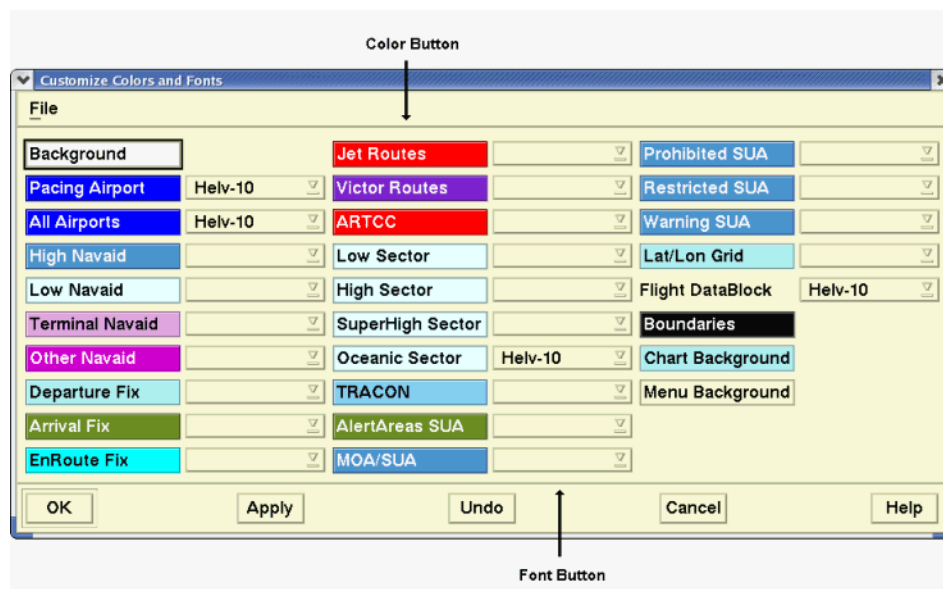 Color Button
Customize Colors and Fonts
File
Background Jet Routes Prohibited SUA
Pacing Airport Helv-10 Victor Routes Restricted SUA
All Airports Helv-10 ARTCC Warning SUA
High Navaid Low Sector Lat/Lon Grid
Low Navaid High Sector Flight DataBlock Helv-10
Terminal Navaid SuperHigh Sector Boundaries
Other Navaid Oceanic Sector Helv-10 Chart Background
Departure Fix TRACON Menu Background
Arrival Fix AlertAreas SUA
EnRoute Fix MOA/SUA
OK Apply Undo Cancel Help
Font Button